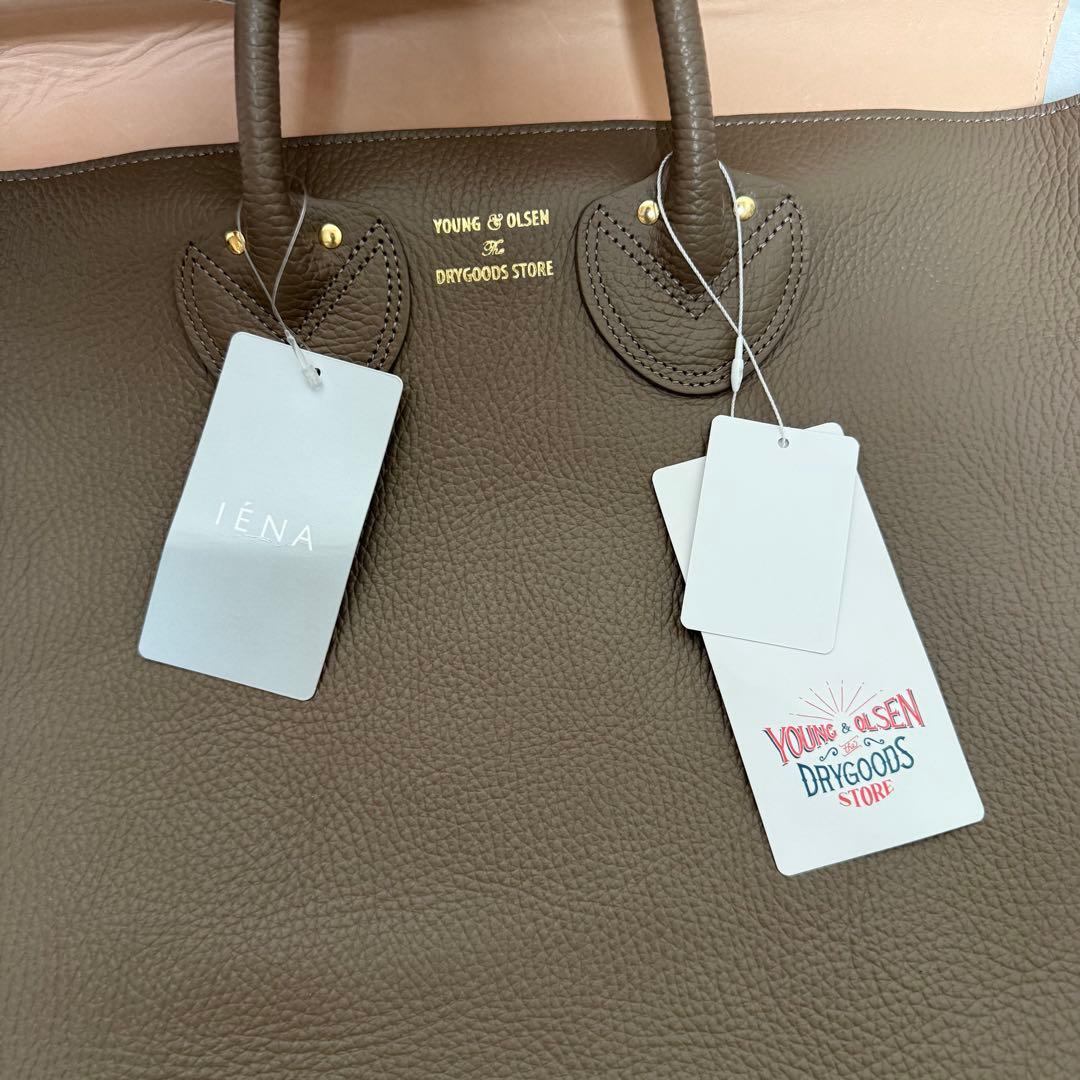 YOUNG & OLSEN
The
DRYGOODS STORE
IÉNA
YOUNG & OLSEN
the
DRYGOODS
STORE